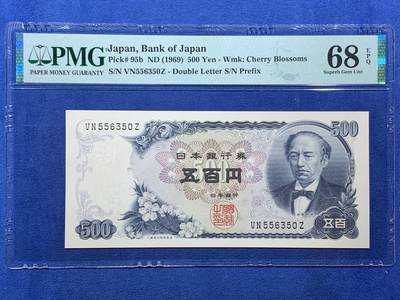 PMG
PAPER MONEY GUARANTY
Japan, Bank of Japan
Pick# 95b ND (1969) 500 Yen - Wmk: Cherry Blossoms
S/N VN556350Z - Double Letter S/N Prefix
68 EPQ
Superb Gem Unc
VN556350Z
500
日本銀行券
500
五百円
日本銀行
VN556350Z
500
五百